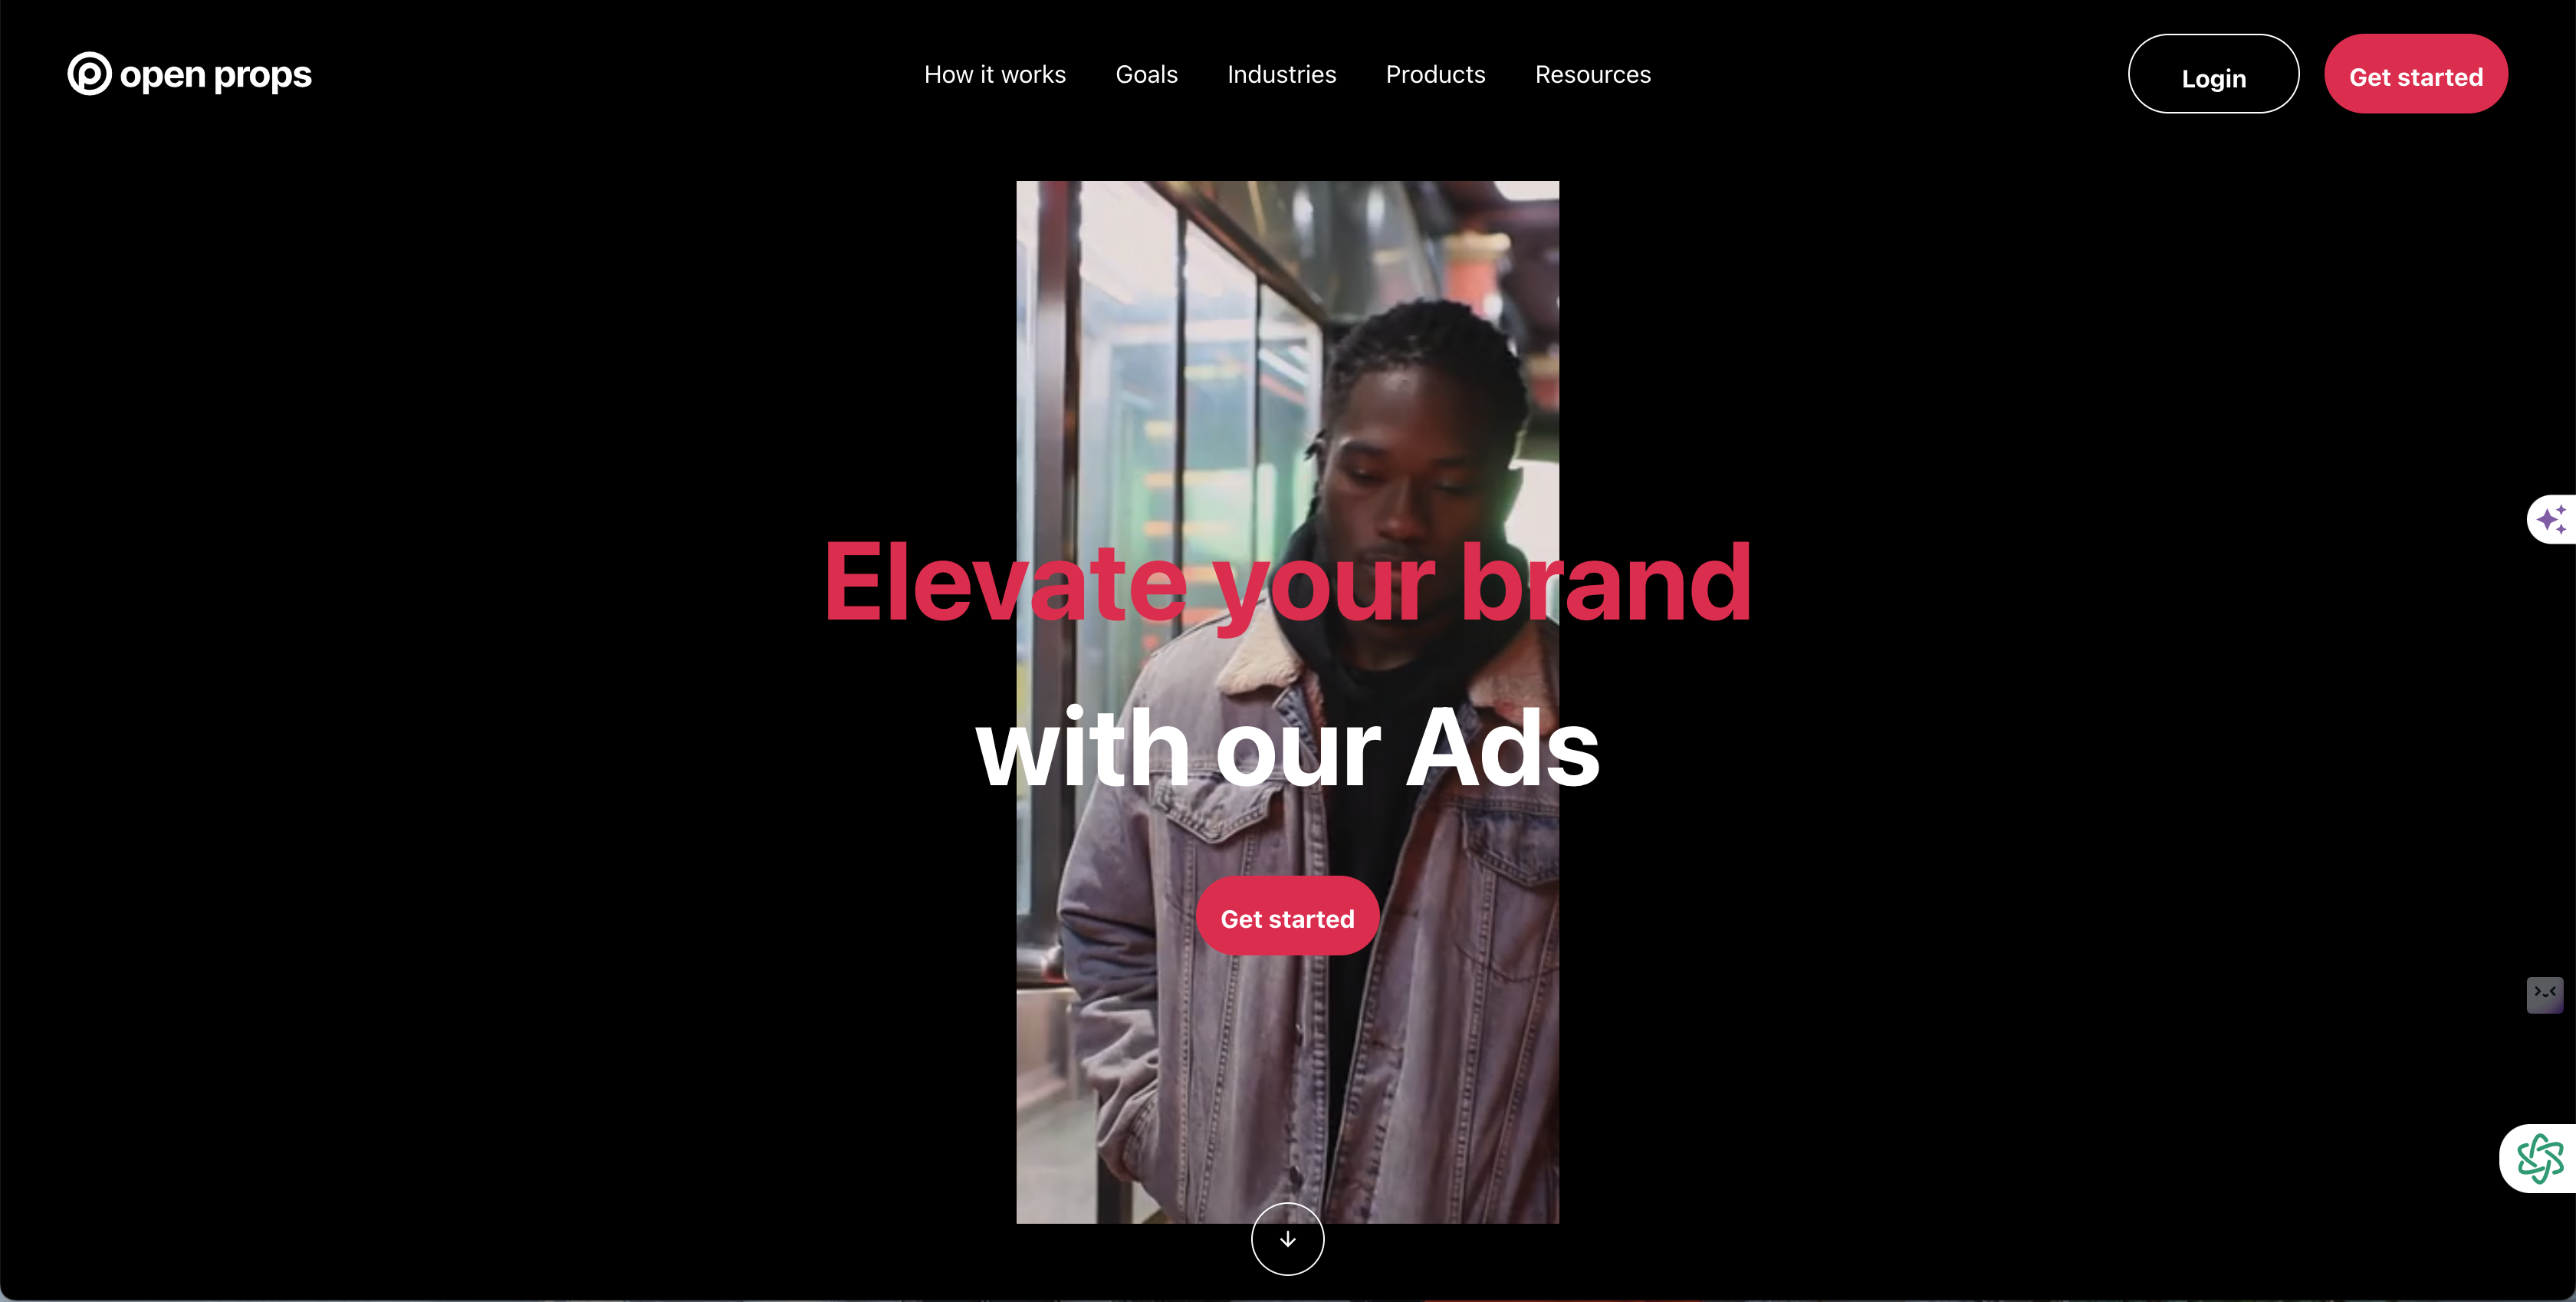 open props
How it works Goals Industries Products Resources
Login
Get started
Elevate your brand
with our Ads
Get started